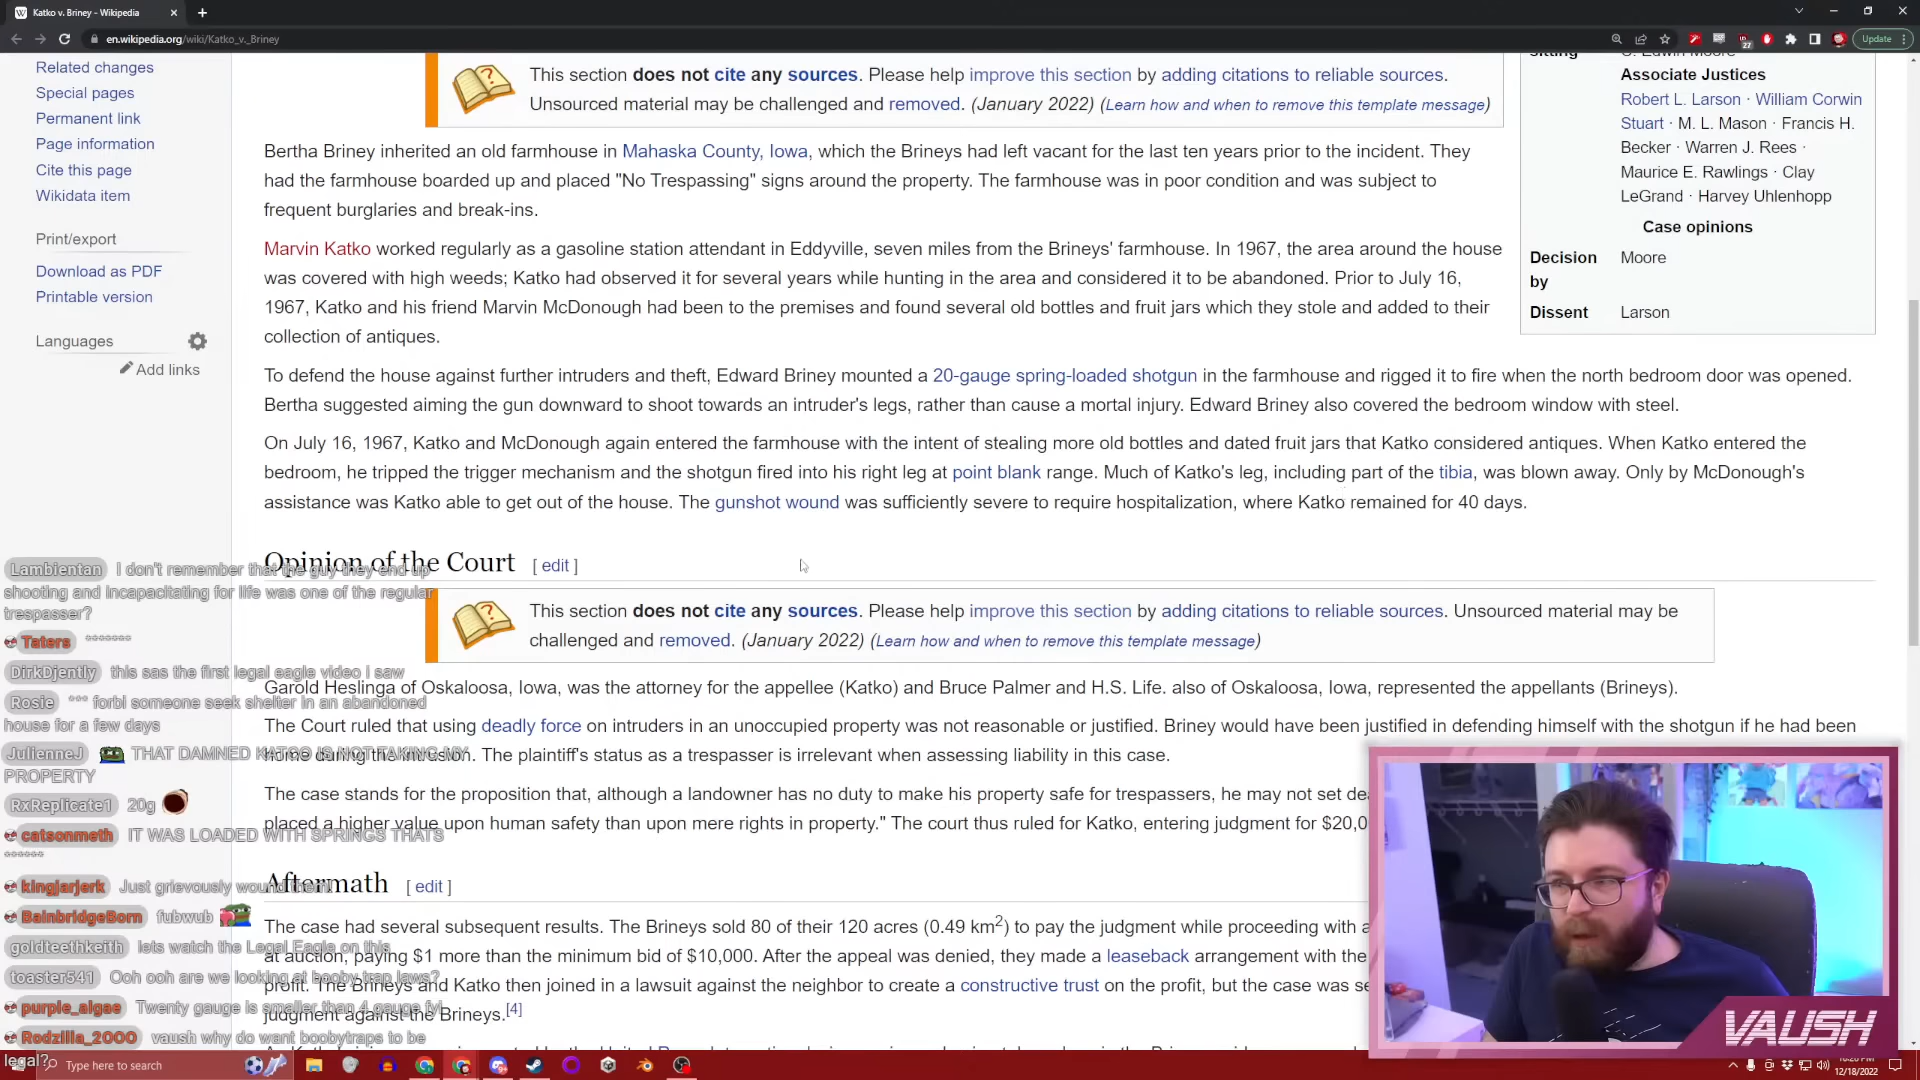 Katko v. Briney - Wikipedia
en.wikipedia.org/wiki/Katko_v._Briney
Update
Related changes
Special pages
Permanent link
Page information
Cite this page
Wikidata item
Print/export
Download as PDF
Printable version
Languages
Add links
This section does not cite any sources. Please help improve this section by adding citations to reliable sources.
Unsourced material may be challenged and removed. (January 2022) (Learn how and when to remove this template message)
Bertha Briney inherited an old farmhouse in Mahaska County, Iowa, which the Brineys had left vacant for the last ten years prior to the incident. They
had the farmhouse boarded up and placed "No Trespassing" signs around the property. The farmhouse was in poor condition and was subject to
frequent burglaries and break-ins.
Marvin Katko worked regularly as a gasoline station attendant in Eddyville, seven miles from the Brineys' farmhouse. In 1967, the area around the house
was covered with high weeds; Katko had observed it for several years while hunting in the area and considered it to be abandoned. Prior to July 16,
1967, Katko and his friend Marvin McDonough had been to the premises and found several old bottles and fruit jars which they stole and added to their
collection of antiques.
To defend the house against further intruders and theft, Edward Briney mounted a 20-gauge spring-loaded shotgun in the farmhouse and rigged it to fire when the north bedroom door was opened.
Bertha suggested aiming the gun downward to shoot towards an intruder's legs, rather than cause a mortal injury. Edward Briney also covered the bedroom window with steel.
On July 16, 1967, Katko and McDonough again entered the farmhouse with the intent of stealing more old bottles and dated fruit jars that Katko considered antiques. When Katko entered the
bedroom, he tripped the trigger mechanism and the shotgun fired into his right leg at point blank range. Much of Katko's leg, including part of the tibia, was blown away. Only by McDonough's
assistance was Katko able to get out of the house. The gunshot wound was sufficiently severe to require hospitalization, where Katko remained for 40 days.
sitting
C. Edwin Moore
Associate Justices
Robert L. Larson · William Corwin
Stuart · M. L. Mason · Francis H.
Becker · Warren J. Rees ·
Maurice E. Rawlings · Clay
LeGrand · Harvey Uhlenhopp
Case opinions
Decision by Moore
Dissent Larson
Opinion of the Court [ edit ]
This section does not cite any sources. Please help improve this section by adding citations to reliable sources. Unsourced material may be
challenged and removed. (January 2022) (Learn how and when to remove this template message)
Garold Heslinga of Oskaloosa, Iowa, was the attorney for the appellee (Katko) and Bruce Palmer and H.S. Life. also of Oskaloosa, Iowa, represented the appellants (Brineys).
The Court ruled that using deadly force on intruders in an unoccupied property was not reasonable or justified. Briney would have been justified in defending himself with the shotgun if he had been
home during the intrusion. The plaintiff's status as a trespasser is irrelevant when assessing liability in this case.
The case stands for the proposition that, although a landowner has no duty to make his property safe for trespassers, he may not set de
placed a higher value upon human safety than upon mere rights in property." The court thus ruled for Katko, entering judgment for $20,0
Aftermath [ edit ]
The case had several subsequent results. The Brineys sold 80 of their 120 acres (0.49 km2) to pay the judgment while proceeding with a
at auction, paying $1 more than the minimum bid of $10,000. After the appeal was denied, they made a leaseback arrangement with the
profit. The Brineys and Katko then joined in a lawsuit against the neighbor to create a constructive trust on the profit, but the case was se
judgment against the Brineys.[4]
Lambientan I don't remember that the guy they end up
shooting and incapacitating for life was one of the regular
trespasser?
Taters *******
DirkDjently this sas the first legal eagle video I saw
Rosie *** forbl someone seek shelter in an abandoned
house for a few days
JulienneJ THAT DAMNED KATCO IS NOT TAKING MY
PROPERTY
RxReplicate1 20g
catsonmeth IT WAS LOADED WITH SPRINGS THATS
******
kingjarjerk Just grievously wound them!
BainbridgeBorn fubwub
goldteethkeith lets watch the Legal Eagle on this
toaster541 Ooh ooh are we looking at booby trap laws?
purple_algae Twenty gauge is smaller than 4 gauge fyi
Rodzilla_2000 vaush why do want boobytraps to be
legal?
VAUSH
Type here to search
12/18/2022